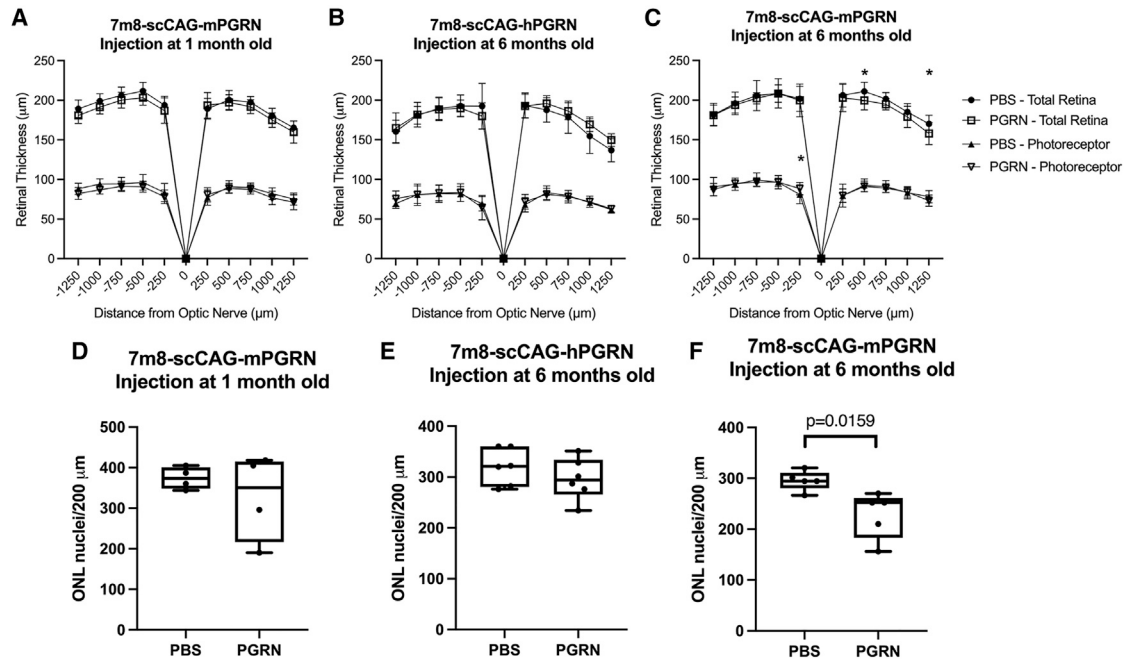 A
7m8-scCAG-mPGRN
Injection at 1 month old
Retinal Thickness (μm)
250
200
150
100
50
0
-1250
-1000
-750
-500
-250
0
250
500
750
1000
1250
Distance from Optic Nerve (μm)
B
7m8-scCAG-hPGRN
Injection at 6 months old
Retinal Thickness (μm)
250
200
150
100
50
0
-1250
-1000
-750
-500
-250
0
250
500
750
1000
1250
Distance from Optic Nerve (μm)
C
7m8-scCAG-mPGRN
Injection at 6 months old
Retinal Thickness (μm)
250
200
150
100
50
0
* *
*
-1250
-1000
-750
-500
-250
0
250
500
750
1000
1250
Distance from Optic Nerve (μm)
PBS - Total Retina
PGRN - Total Retina
PBS - Photoreceptor
PGRN - Photoreceptor
D
7m8-scCAG-mPGRN
Injection at 1 month old
ONL nuclei/200 μm
500
400
300
200
100
0
PBS PGRN
E
7m8-scCAG-hPGRN
Injection at 6 months old
ONL nuclei/200 μm
400
300
200
100
0
PBS PGRN
F
7m8-scCAG-mPGRN
Injection at 6 months old
ONL nuclei/200 μm
400
300
200
100
0
p=0.0159
PBS PGRN